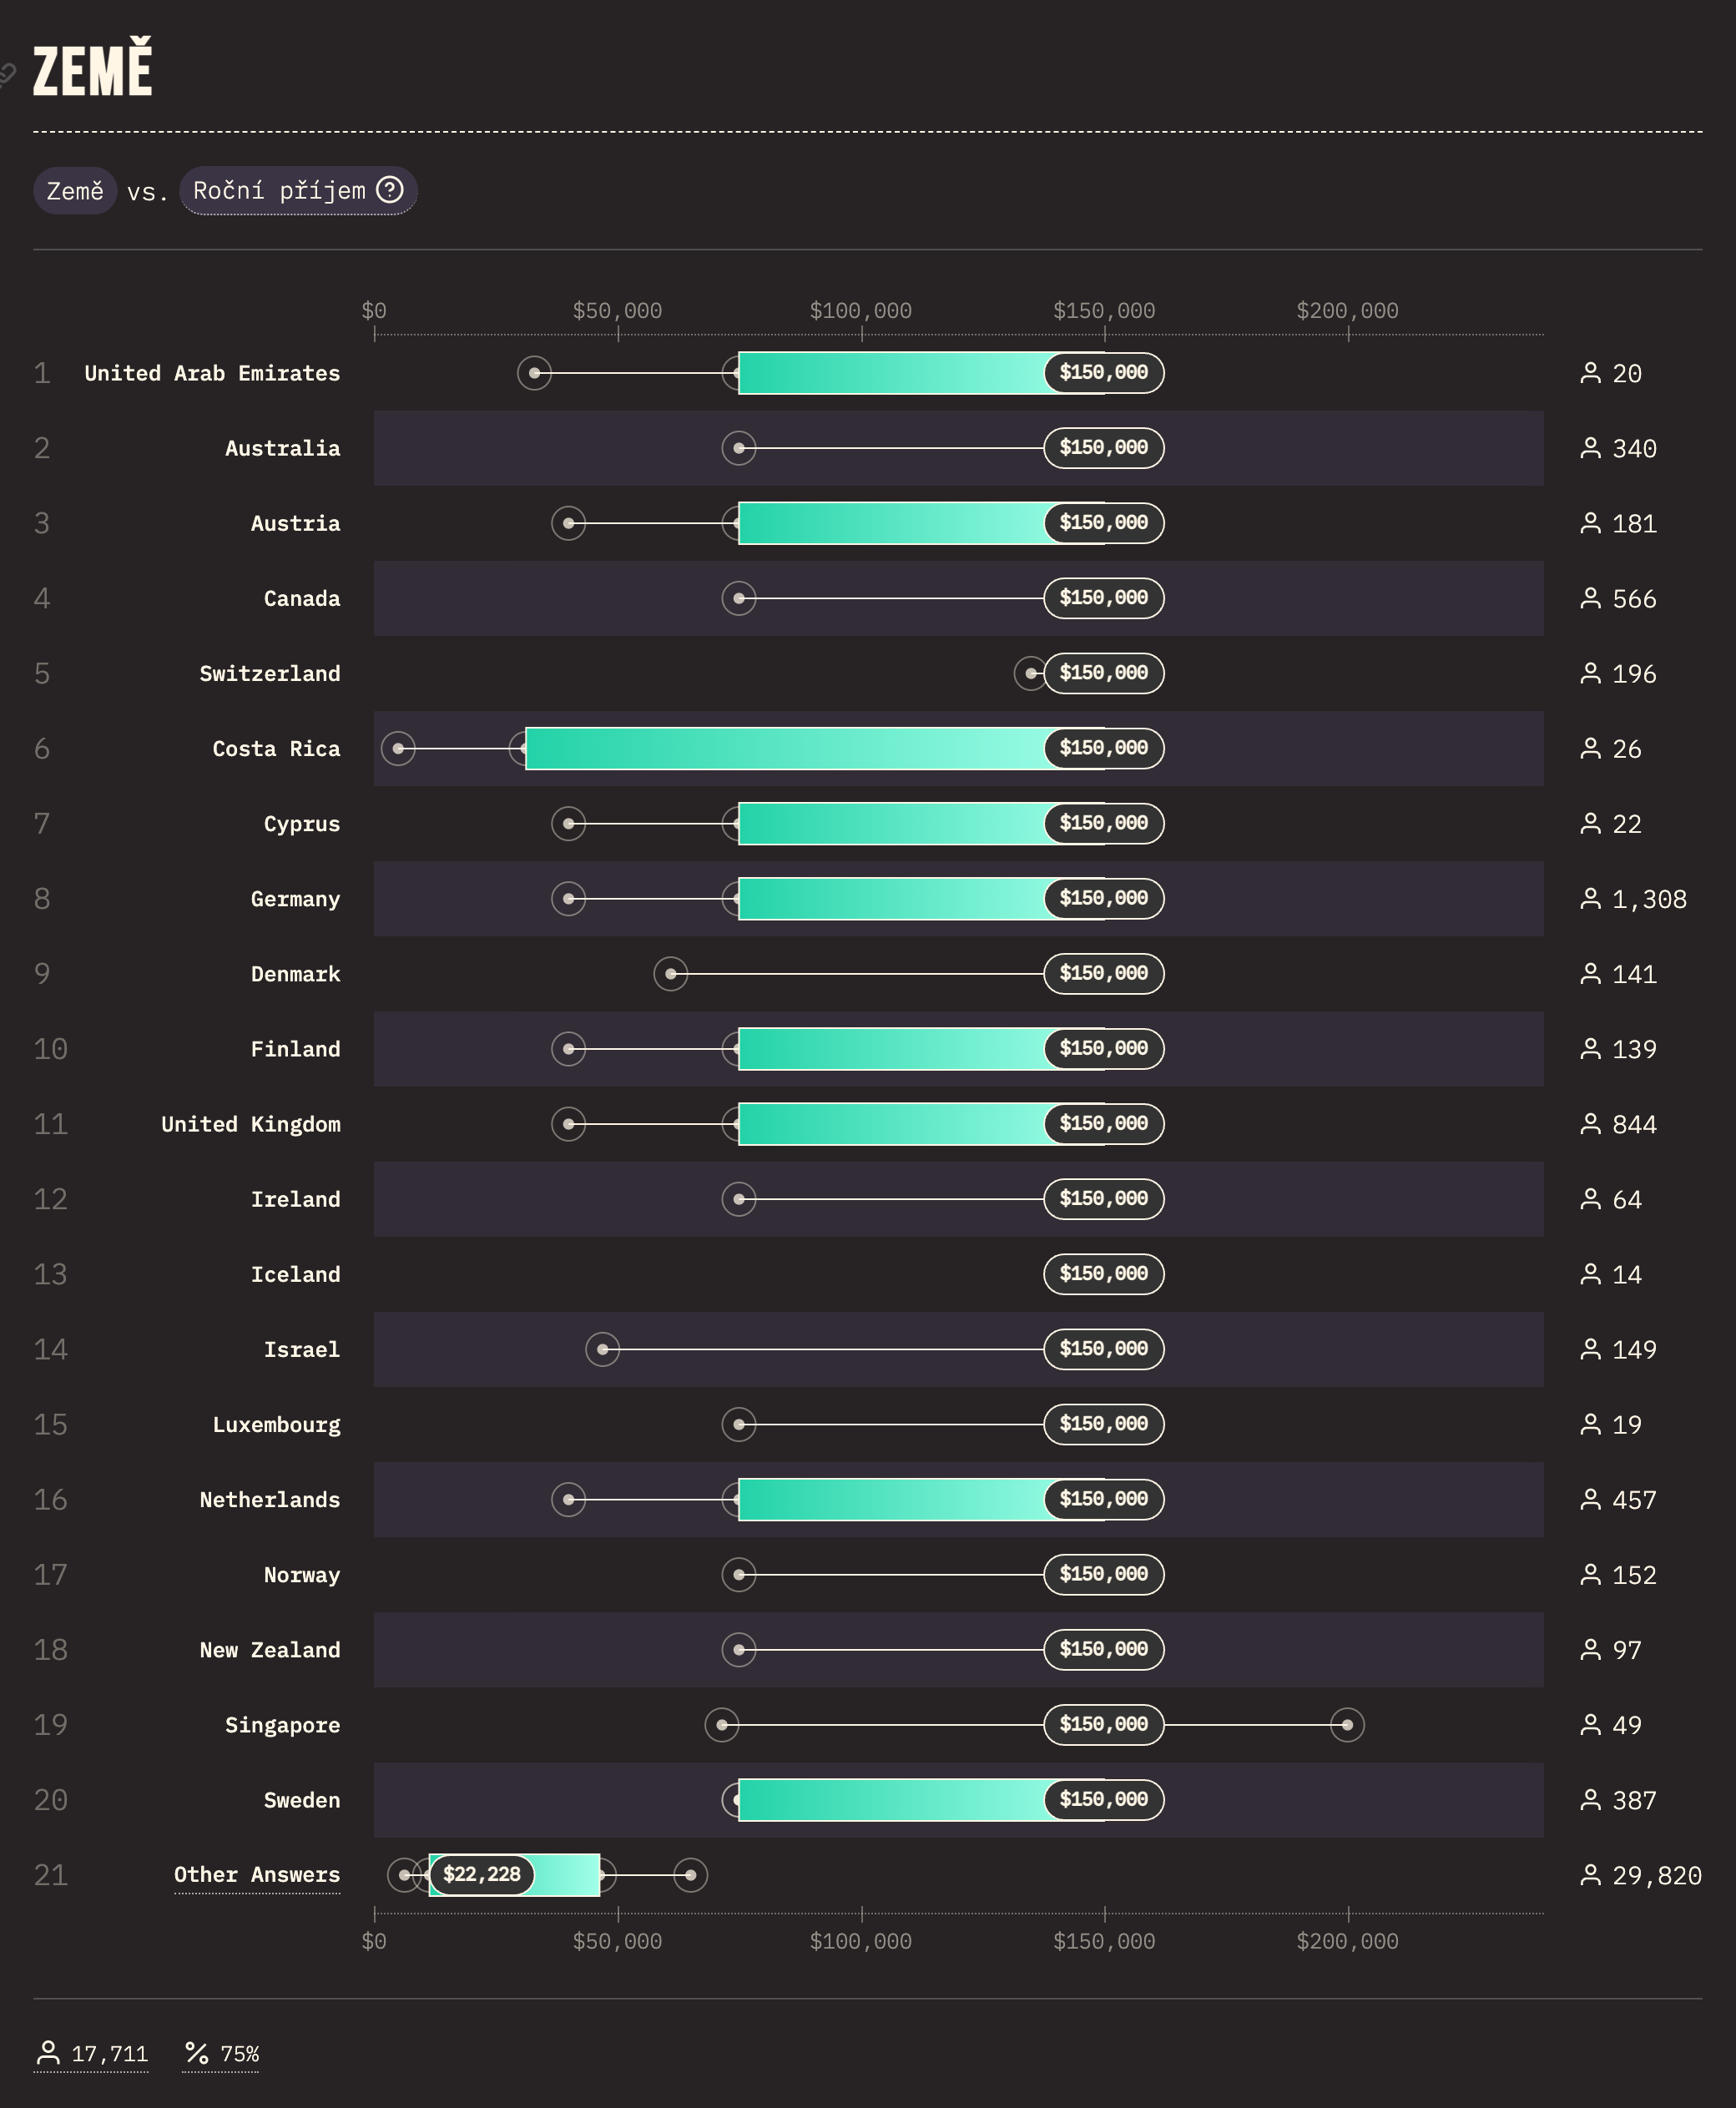 ZEMĚ
Země vs. Roční příjem ?
$0 $50,000 $100,000 $150,000 $200,000
1 United Arab Emirates $150,000 20
2 Australia $150,000 340
3 Austria $150,000 181
4 Canada $150,000 566
5 Switzerland $150,000 196
6 Costa Rica $150,000 26
7 Cyprus $150,000 22
8 Germany $150,000 1,308
9 Denmark $150,000 141
10 Finland $150,000 139
11 United Kingdom $150,000 844
12 Ireland $150,000 64
13 Iceland $150,000 14
14 Israel $150,000 149
15 Luxembourg $150,000 19
16 Netherlands $150,000 457
17 Norway $150,000 152
18 New Zealand $150,000 97
19 Singapore $150,000 49
20 Sweden $150,000 387
21 Other Answers $22,228 29,820
$0 $50,000 $100,000 $150,000 $200,000
17,711 % 75%